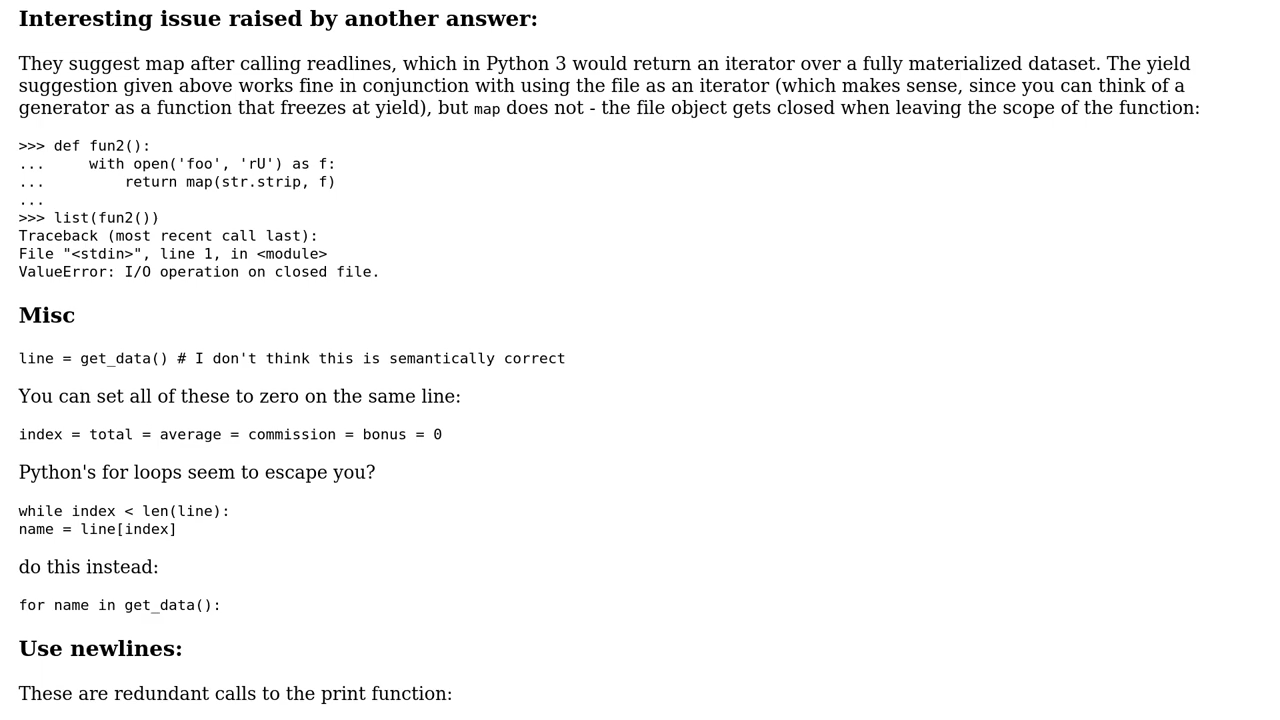 Interesting issue raised by another answer:
They suggest map after calling readlines, which in Python 3 would return an iterator over a fully materialized dataset. The yield
suggestion given above works fine in conjunction with using the file as an iterator (which makes sense, since you can think of a
generator as a function that freezes at yield), but map does not - the file object gets closed when leaving the scope of the function:
>>> def fun2():
...     with open('foo', 'rU') as f:
...         return map(str.strip, f)
...
>>> list(fun2())
Traceback (most recent call last):
File "<stdin>", line 1, in <module>
ValueError: I/O operation on closed file.
Misc
line = get_data() # I don't think this is semantically correct
You can set all of these to zero on the same line:
index = total = average = commission = bonus = 0
Python's for loops seem to escape you?
while index < len(line):
name = line[index]
do this instead:
for name in get_data():
Use newlines:
These are redundant calls to the print function: